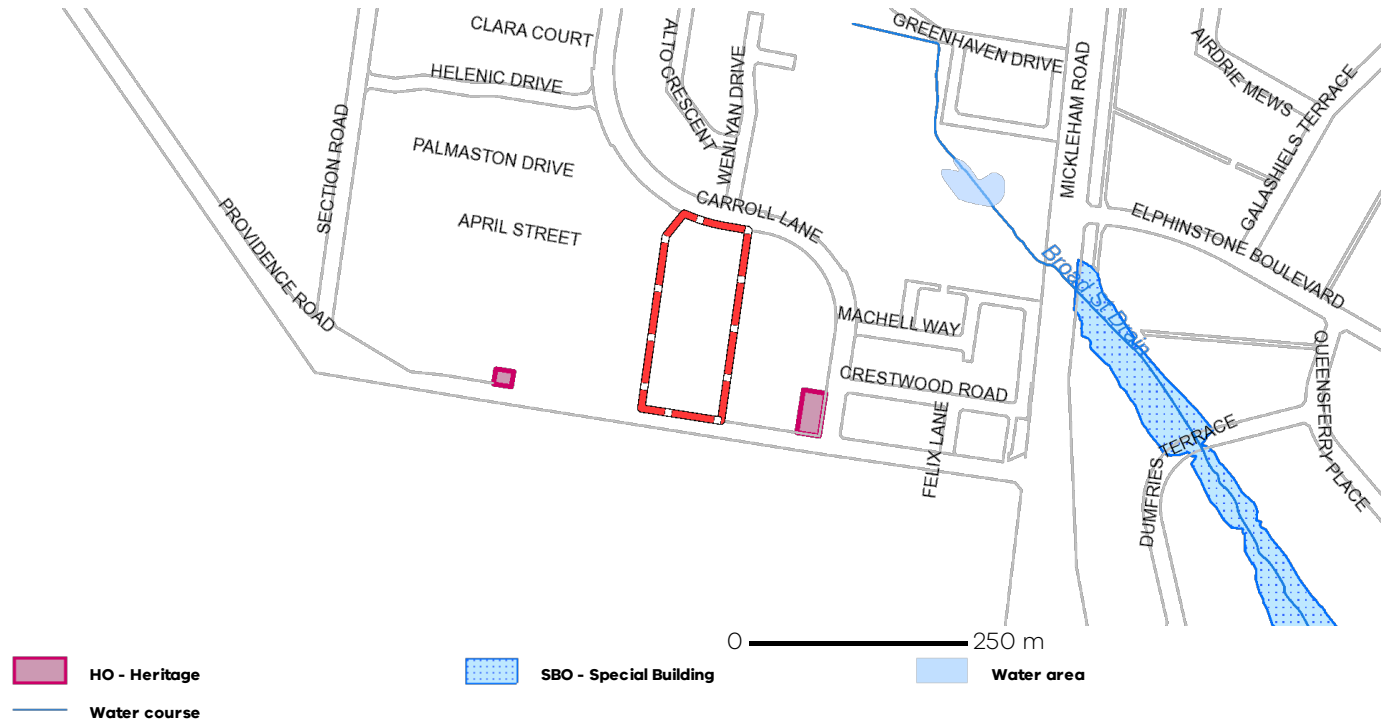 CLARA COURT
HELENIC DRIVE
ALTO CRESCENT
WENLYAN DRIVE
GREENHAVEN DRIVE
MICKLEHAM ROAD
AIRDRIE MEWS
GALASHIELS TERRACE
SECTION ROAD
PALMASTON DRIVE
APRIL STREET
PROVIDENCE ROAD
CARROLL LANE
ELPHINSTONE BOULEVARD
Broad St Drain
MACHELL WAY
CRESTWOOD ROAD
FELIX LANE
QUEENSFERRY PLACE
DUMFRIES TERRACE
0 250 m
HO - Heritage
SBO - Special Building
Water area
Water course